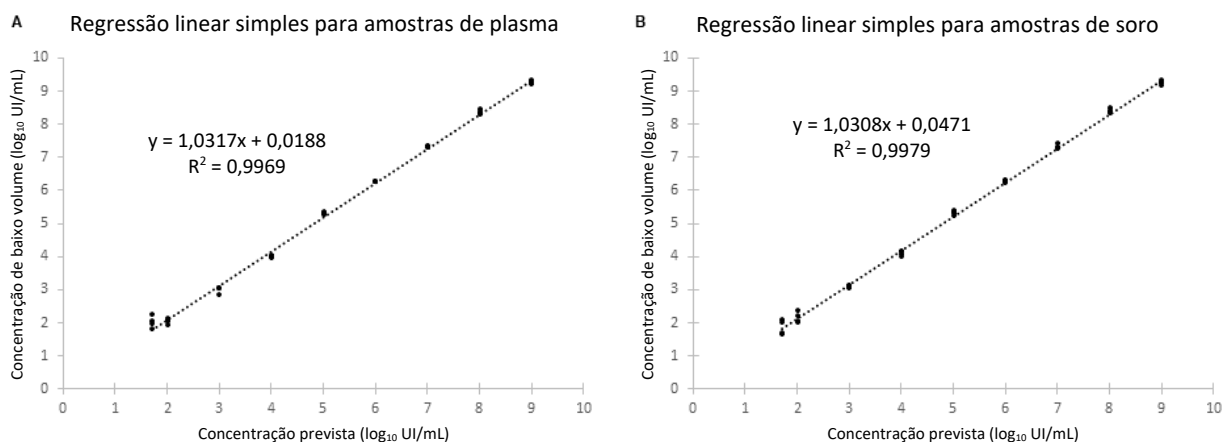 A Regressão linear simples para amostras de plasma
Concentração de baixo volume (log₁₀ UI/mL)
10
9
8
7
6
5
4
3
2
1
0
y = 1,0317x + 0,0188
R² = 0,9969
0 1 2 3 4 5 6 7 8 9 10
Concentração prevista (log₁₀ UI/mL)
B Regressão linear simples para amostras de soro
Concentração de baixo volume (log₁₀ UI/mL)
10
9
8
7
6
5
4
3
2
1
0
y = 1,0308x + 0,0471
R² = 0,9979
0 1 2 3 4 5 6 7 8 9 10
Concentração prevista (log₁₀ UI/mL)